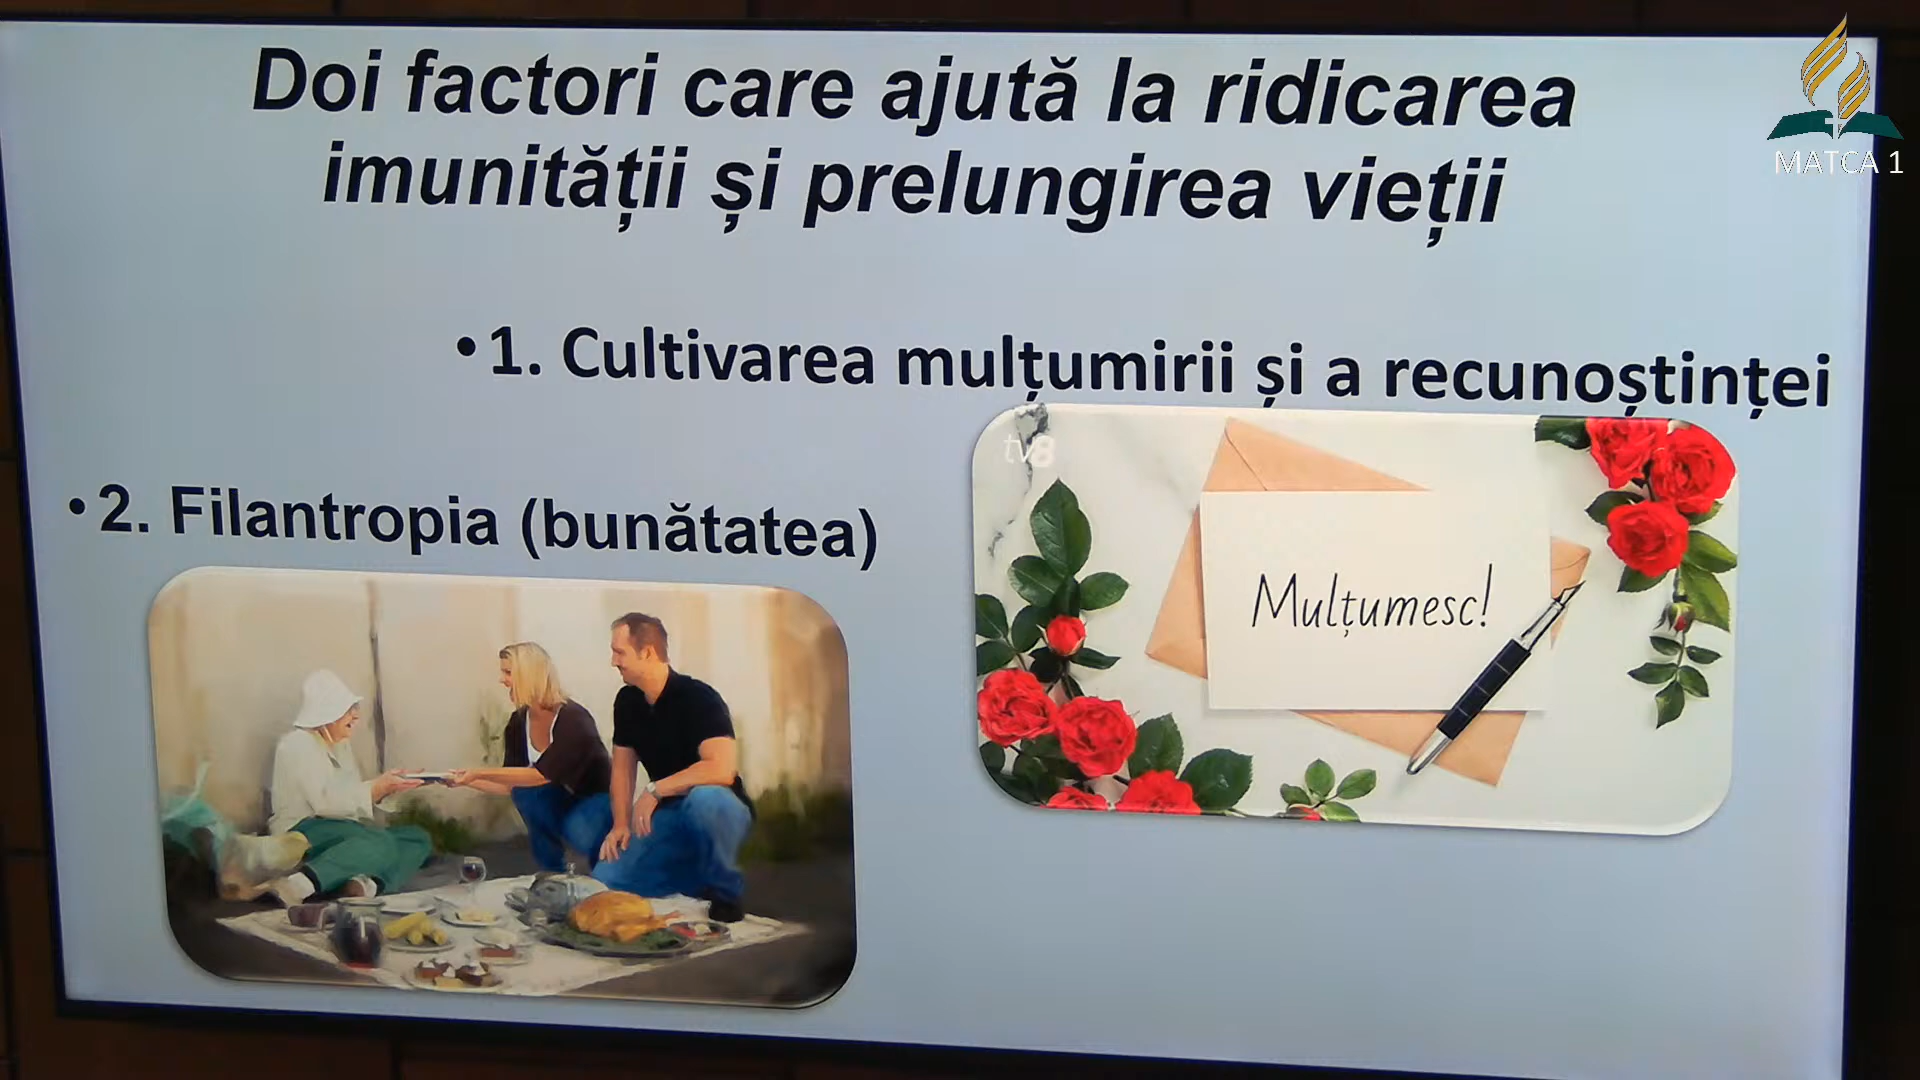 Doi factori care ajută la ridicarea
imunității și prelungirea vieții
MATCA 1
• 1. Cultivarea mulțumirii și a recunoștinței
tv8
• 2. Filantropia (bunătatea)
Mulțumesc!